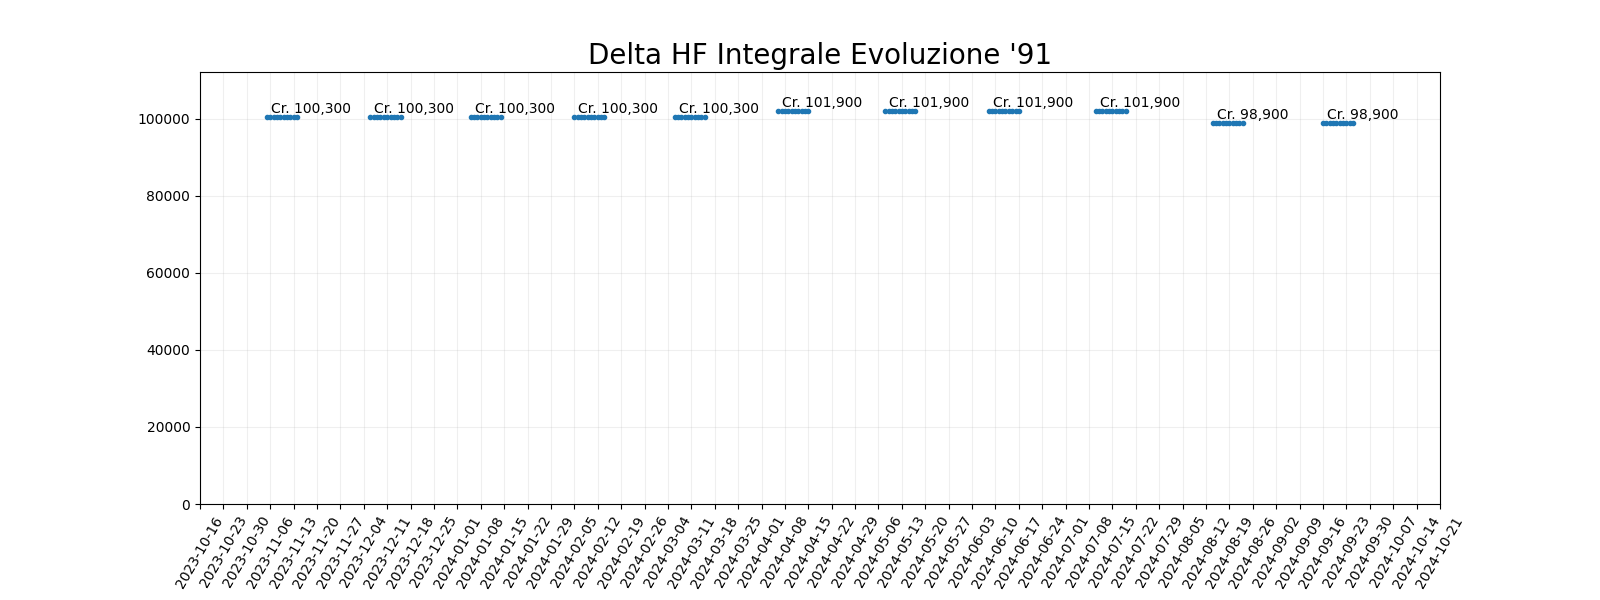 Delta HF Integrale Evoluzione '91
Cr. 100,300 Cr. 100,300 Cr. 100,300 Cr. 100,300 Cr. 100,300 Cr. 101,900 Cr. 101,900 Cr. 101,900 Cr. 101,900 Cr. 98,900 Cr. 98,900
100000
80000
60000
40000
20000
0
2023-10-16 2023-10-23 2023-10-30 2023-11-06 2023-11-13 2023-11-20 2023-11-27 2023-12-04 2023-12-11 2023-12-18 2023-12-25 2024-01-01 2024-01-08 2024-01-15 2024-01-22 2024-01-29 2024-02-05 2024-02-12 2024-02-19 2024-02-26 2024-03-04 2024-03-11 2024-03-18 2024-03-25 2024-04-01 2024-04-08 2024-04-15 2024-04-22 2024-04-29 2024-05-06 2024-05-13 2024-05-20 2024-05-27 2024-06-03 2024-06-10 2024-06-17 2024-06-24 2024-07-01 2024-07-08 2024-07-15 2024-07-22 2024-07-29 2024-08-05 2024-08-12 2024-08-19 2024-08-26 2024-09-02 2024-09-09 2024-09-16 2024-09-23 2024-09-30 2024-10-07 2024-10-14 2024-10-21